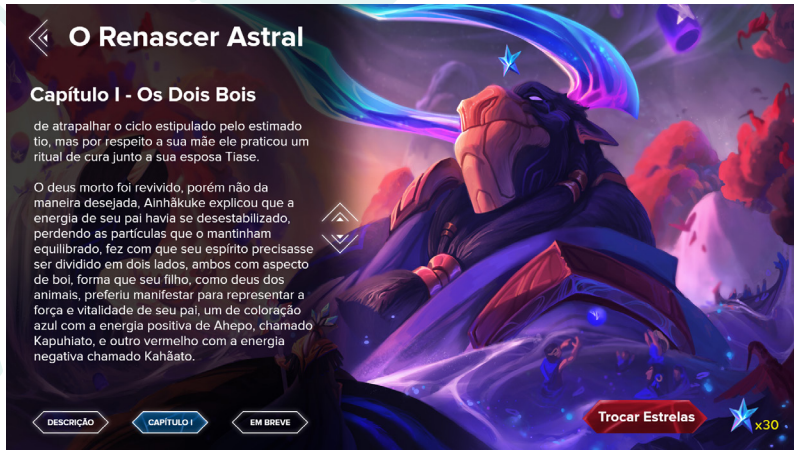 O Renascer Astral
Capítulo I - Os Dois Bois
de atrapalhar o ciclo estipulado pelo estimado
tio, mas por respeito a sua mãe ele praticou um
ritual de cura junto a sua esposa Tiase.
O deus morto foi revivido, porém não da
maneira desejada, Ainhãkuke explicou que a
energia de seu pai havia se desestabilizado,
perdendo as partículas que o mantinham
equilibrado, fez com que seu espírito precisasse
ser dividido em dois lados, ambos com aspecto
de boi, forma que seu filho, como deus dos
animais, preferiu manifestar para representar a
força e vitalidade de seu pai, um de coloração
azul com a energia positiva de Ahepo, chamado
Kapuhiato, e outro vermelho com a energia
negativa chamado Kahãato.
DESCRIÇÃO
CAPÍTULO I
EM BREVE
Trocar Estrelas
x30